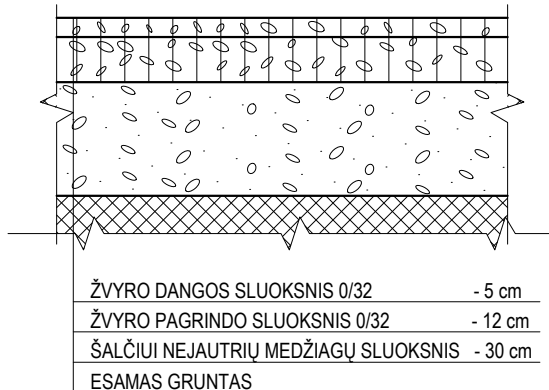 ŽVYRO DANGOS SLUOKSNIS 0/32 - 5 cm
ŽVYRO PAGRINDO SLUOKSNIS 0/32 - 12 cm
ŠALČIUI NEJAUTRIŲ MEDŽIAGŲ SLUOKSNIS - 30 cm
ESAMAS GRUNTAS